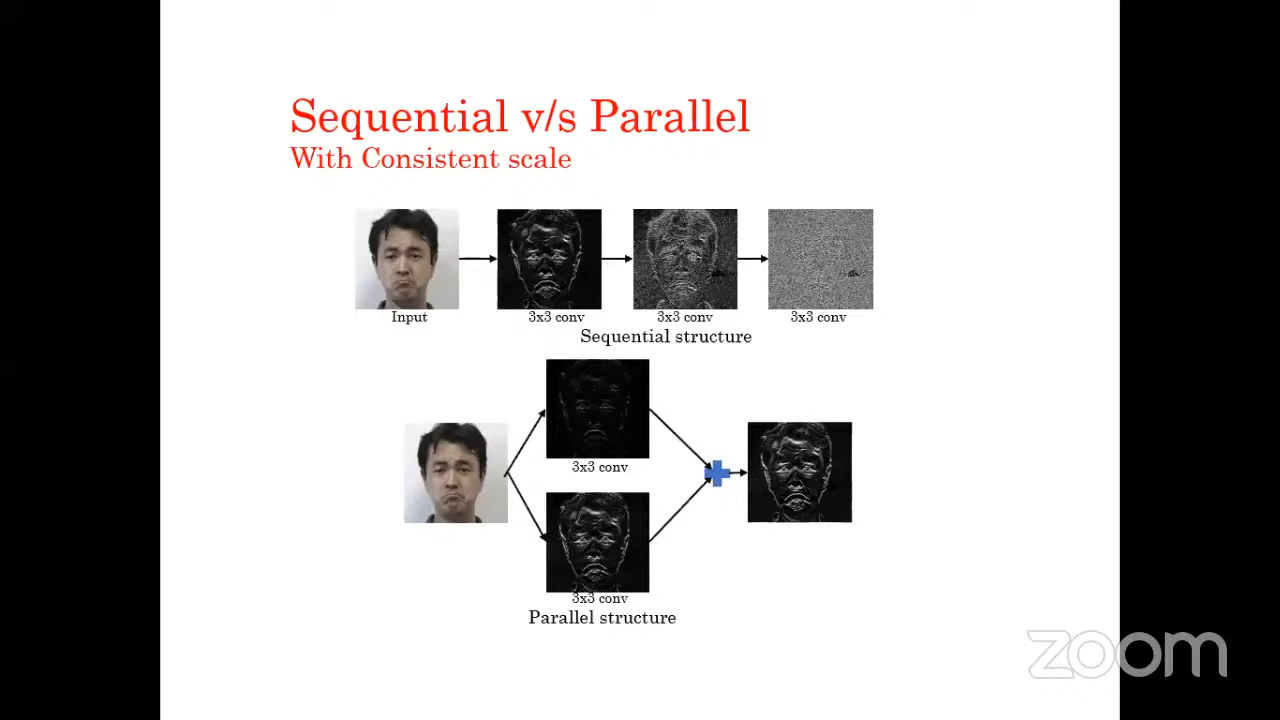 Sequential v/s Parallel
With Consistent scale
Input
3x3 conv
3x3 conv
3x3 conv
Sequential structure
3x3 conv
3x3 conv
Parallel structure
zoom